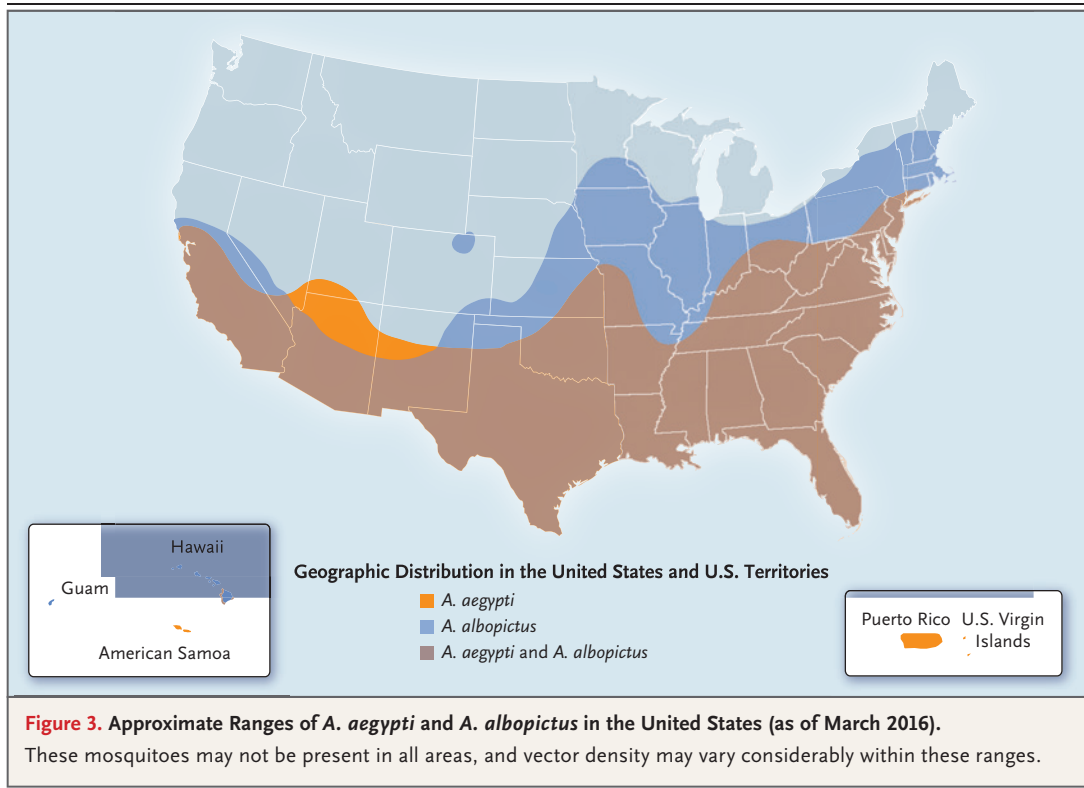 Hawaii
Guam
American Samoa
Geographic Distribution in the United States and U.S. Territories
A. aegypti
A. albopictus
A. aegypti and A. albopictus
Puerto Rico U.S. Virgin
Islands
Figure 3. Approximate Ranges of A. aegypti and A. albopictus in the United States (as of March 2016).
These mosquitoes may not be present in all areas, and vector density may vary considerably within these ranges.